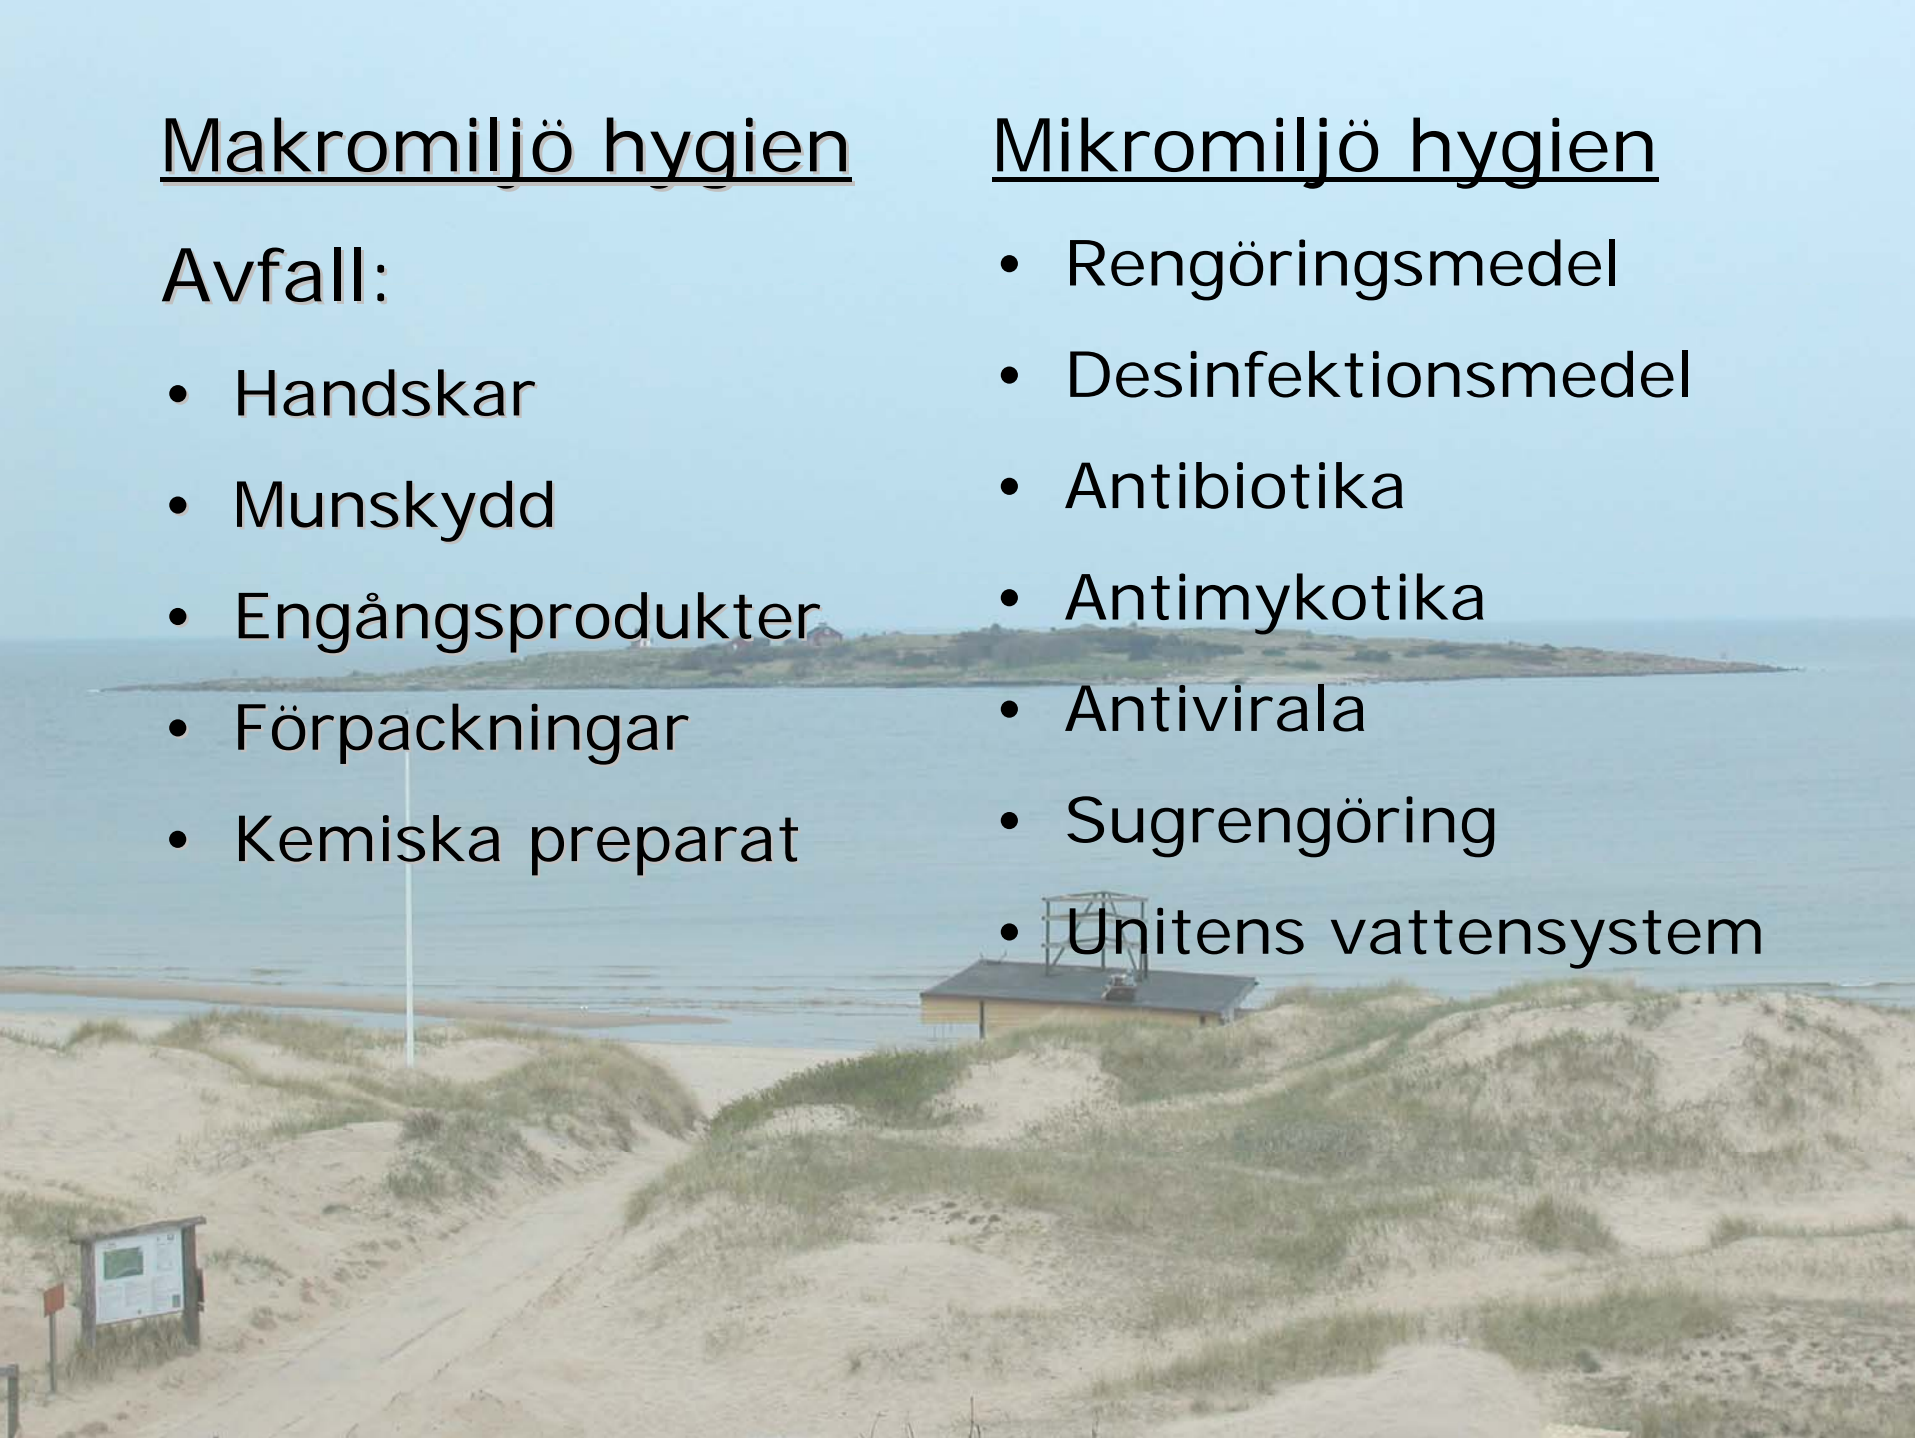 Makromiljö hygien
Avfall:
• Handskar
• Munskydd
• Engångsprodukter
• Förpackningar
• Kemiska preparat
Mikromiljö hygien
• Rengöringsmedel
• Desinfektionsmedel
• Antibiotika
• Antimykotika
• Antivirala
• Sugrengöring
• Unitens vattensystem